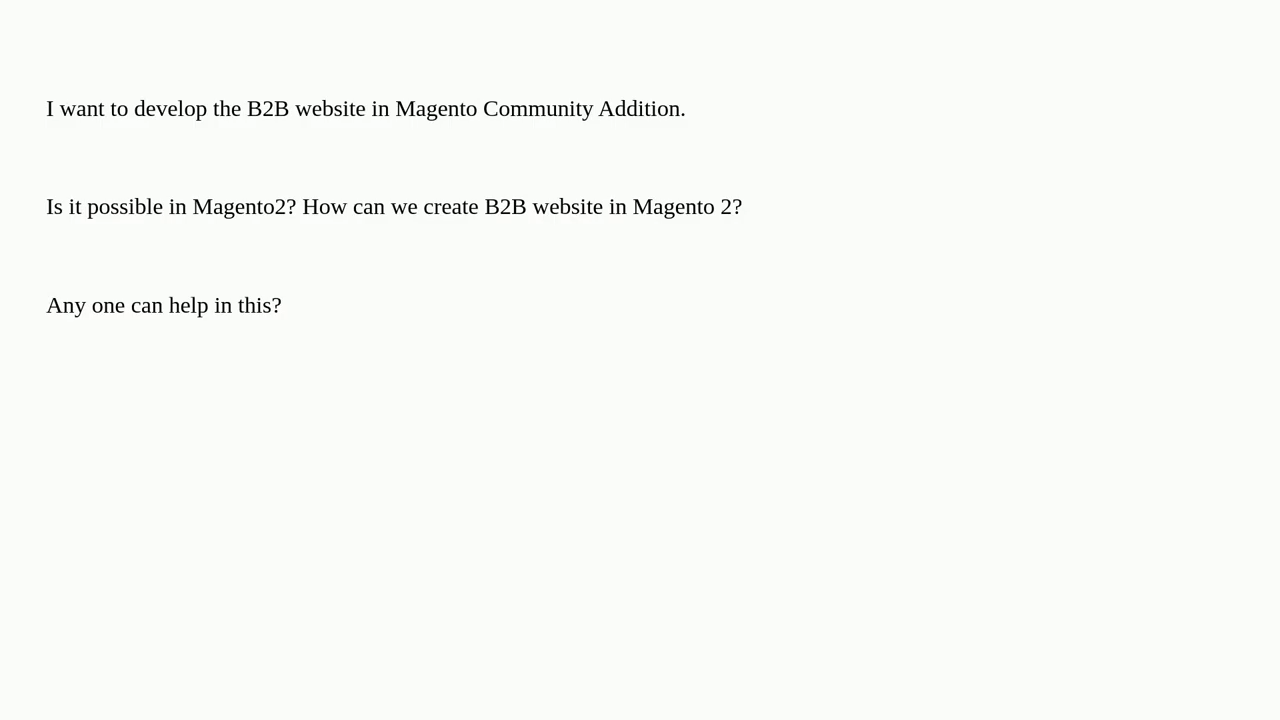 I want to develop the B2B website in Magento Community Addition.
Is it possible in Magento2? How can we create B2B website in Magento 2?
Any one can help in this?